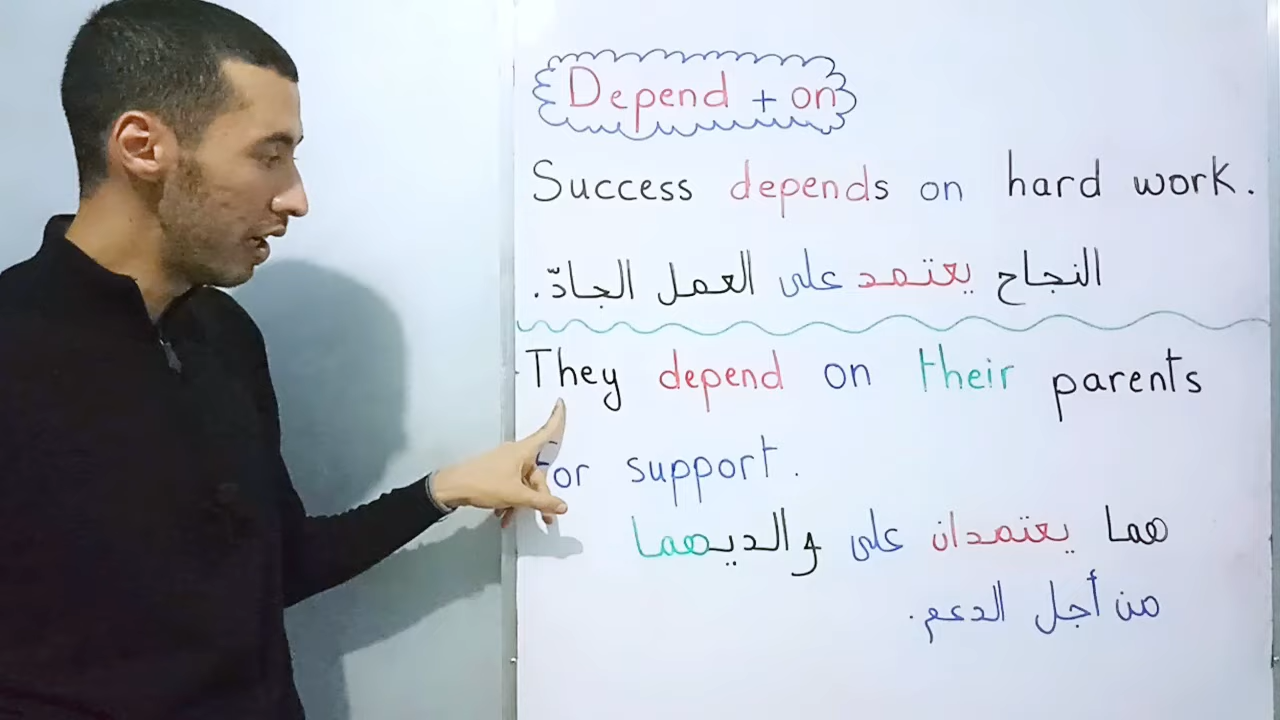 Depend + on
Success depends on hard work.
النجاح يعتمد على العمل الجادّ.
They depend on their parents
for support.
هما يعتمدان على والديهما
من أجل الدعم.